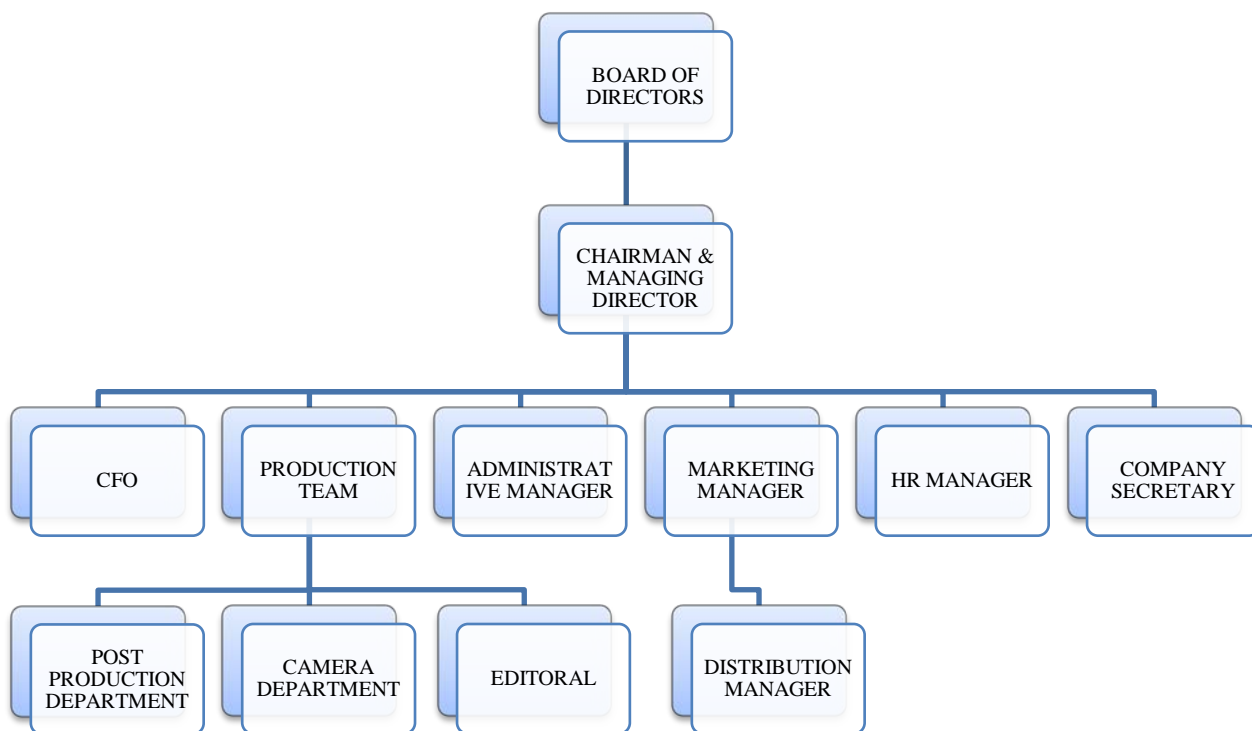 BOARD OF
DIRECTORS
CHAIRMAN &
MANAGING
DIRECTOR
CFO
PRODUCTION
TEAM
ADMINISTRAT
IVE MANAGER
MARKETING
MANAGER
HR MANAGER
COMPANY
SECRETARY
POST
PRODUCTION
DEPARTMENT
CAMERA
DEPARTMENT
EDITORAL
DISTRIBUTION
MANAGER